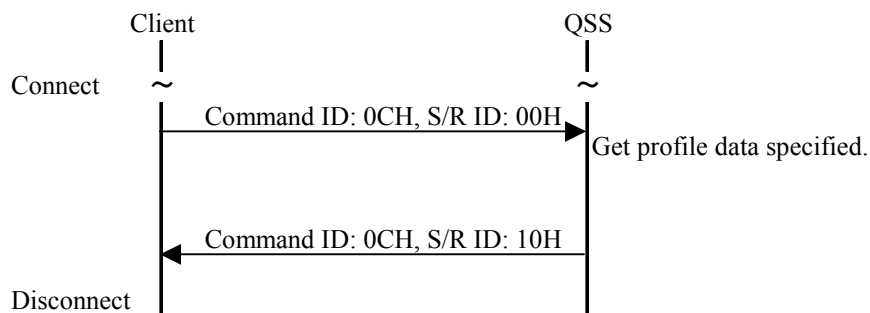 Client QSS
Connect
~ ~
Command ID: 0CH, S/R ID: 00H
Get profile data specified.
Command ID: 0CH, S/R ID: 10H
Disconnect